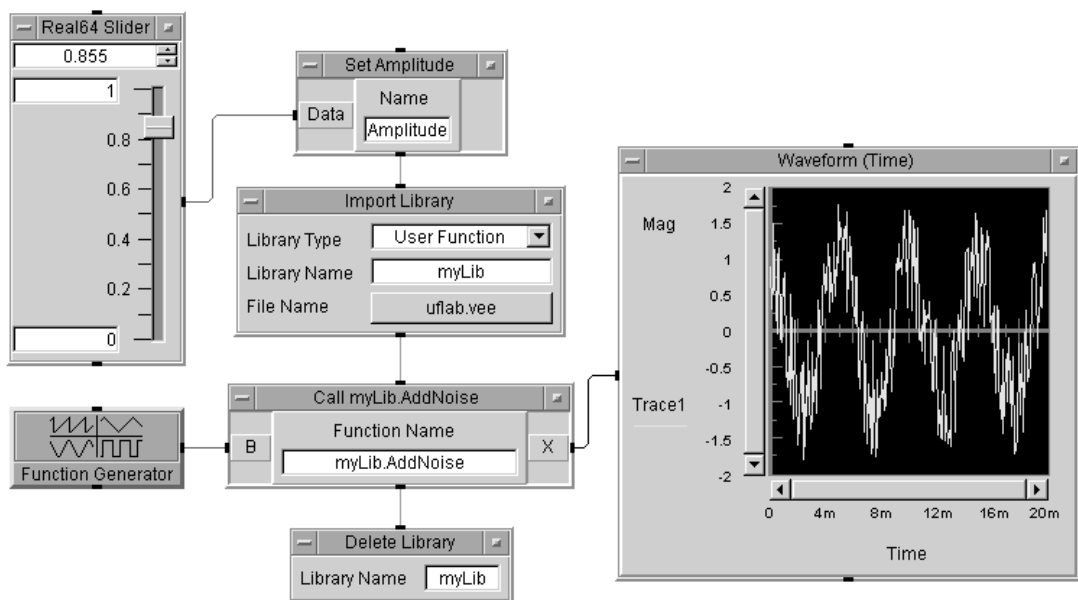 Real64 Slider
0.855
1
0.8
0.6
0.4
0.2
0
Set Amplitude
Data
Name
Amplitude
Import Library
Library Type User Function
Library Name myLib
File Name uflab.vee
Function Generator
Call myLib.AddNoise
B
Function Name
myLib.AddNoise
X
Delete Library
Library Name myLib
Waveform (Time)
Mag
Trace1
2
1.5
1
0.5
0
-0.5
-1
-1.5
-2
0 4m 8m 12m 16m 20m
Time